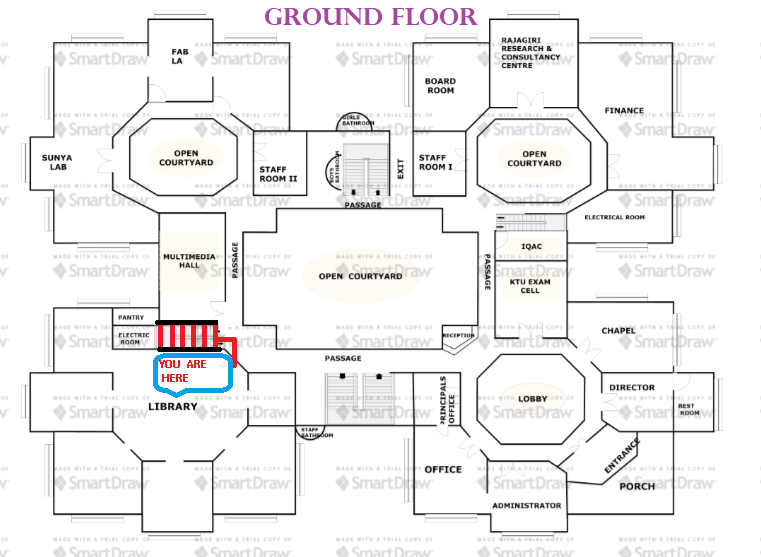 GROUND FLOOR
FAB
LA
RAJAGIRI
RESEARCH &
CONSULTANCY
CENTRE
BOARD
ROOM
FINANCE
GIRLS
BATHROOM
SUNYA
LAB
OPEN
COURTYARD
STAFF
ROOM II
BOYS
BATHROOM
EXIT
STAFF
ROOM I
OPEN
COURTYARD
PASSAGE
ELECTRICAL ROOM
MULTIMEDIA
HALL
PASSAGE
OPEN COURTYARD
PASSAGE
IQAC
KTU EXAM
CELL
PANTRY
ELECTRIC
ROOM
RECEPTION
CHAPEL
YOU ARE
HERE
PASSAGE
LIBRARY
PRINCIPALS
OFFICE
LOBBY
DIRECTOR
REST
ROOM
STAFF
BATHROOM
OFFICE
ENTRANCE
PORCH
ADMINISTRATOR
MADE WITH A TRIAL COPY OF
SmartDraw